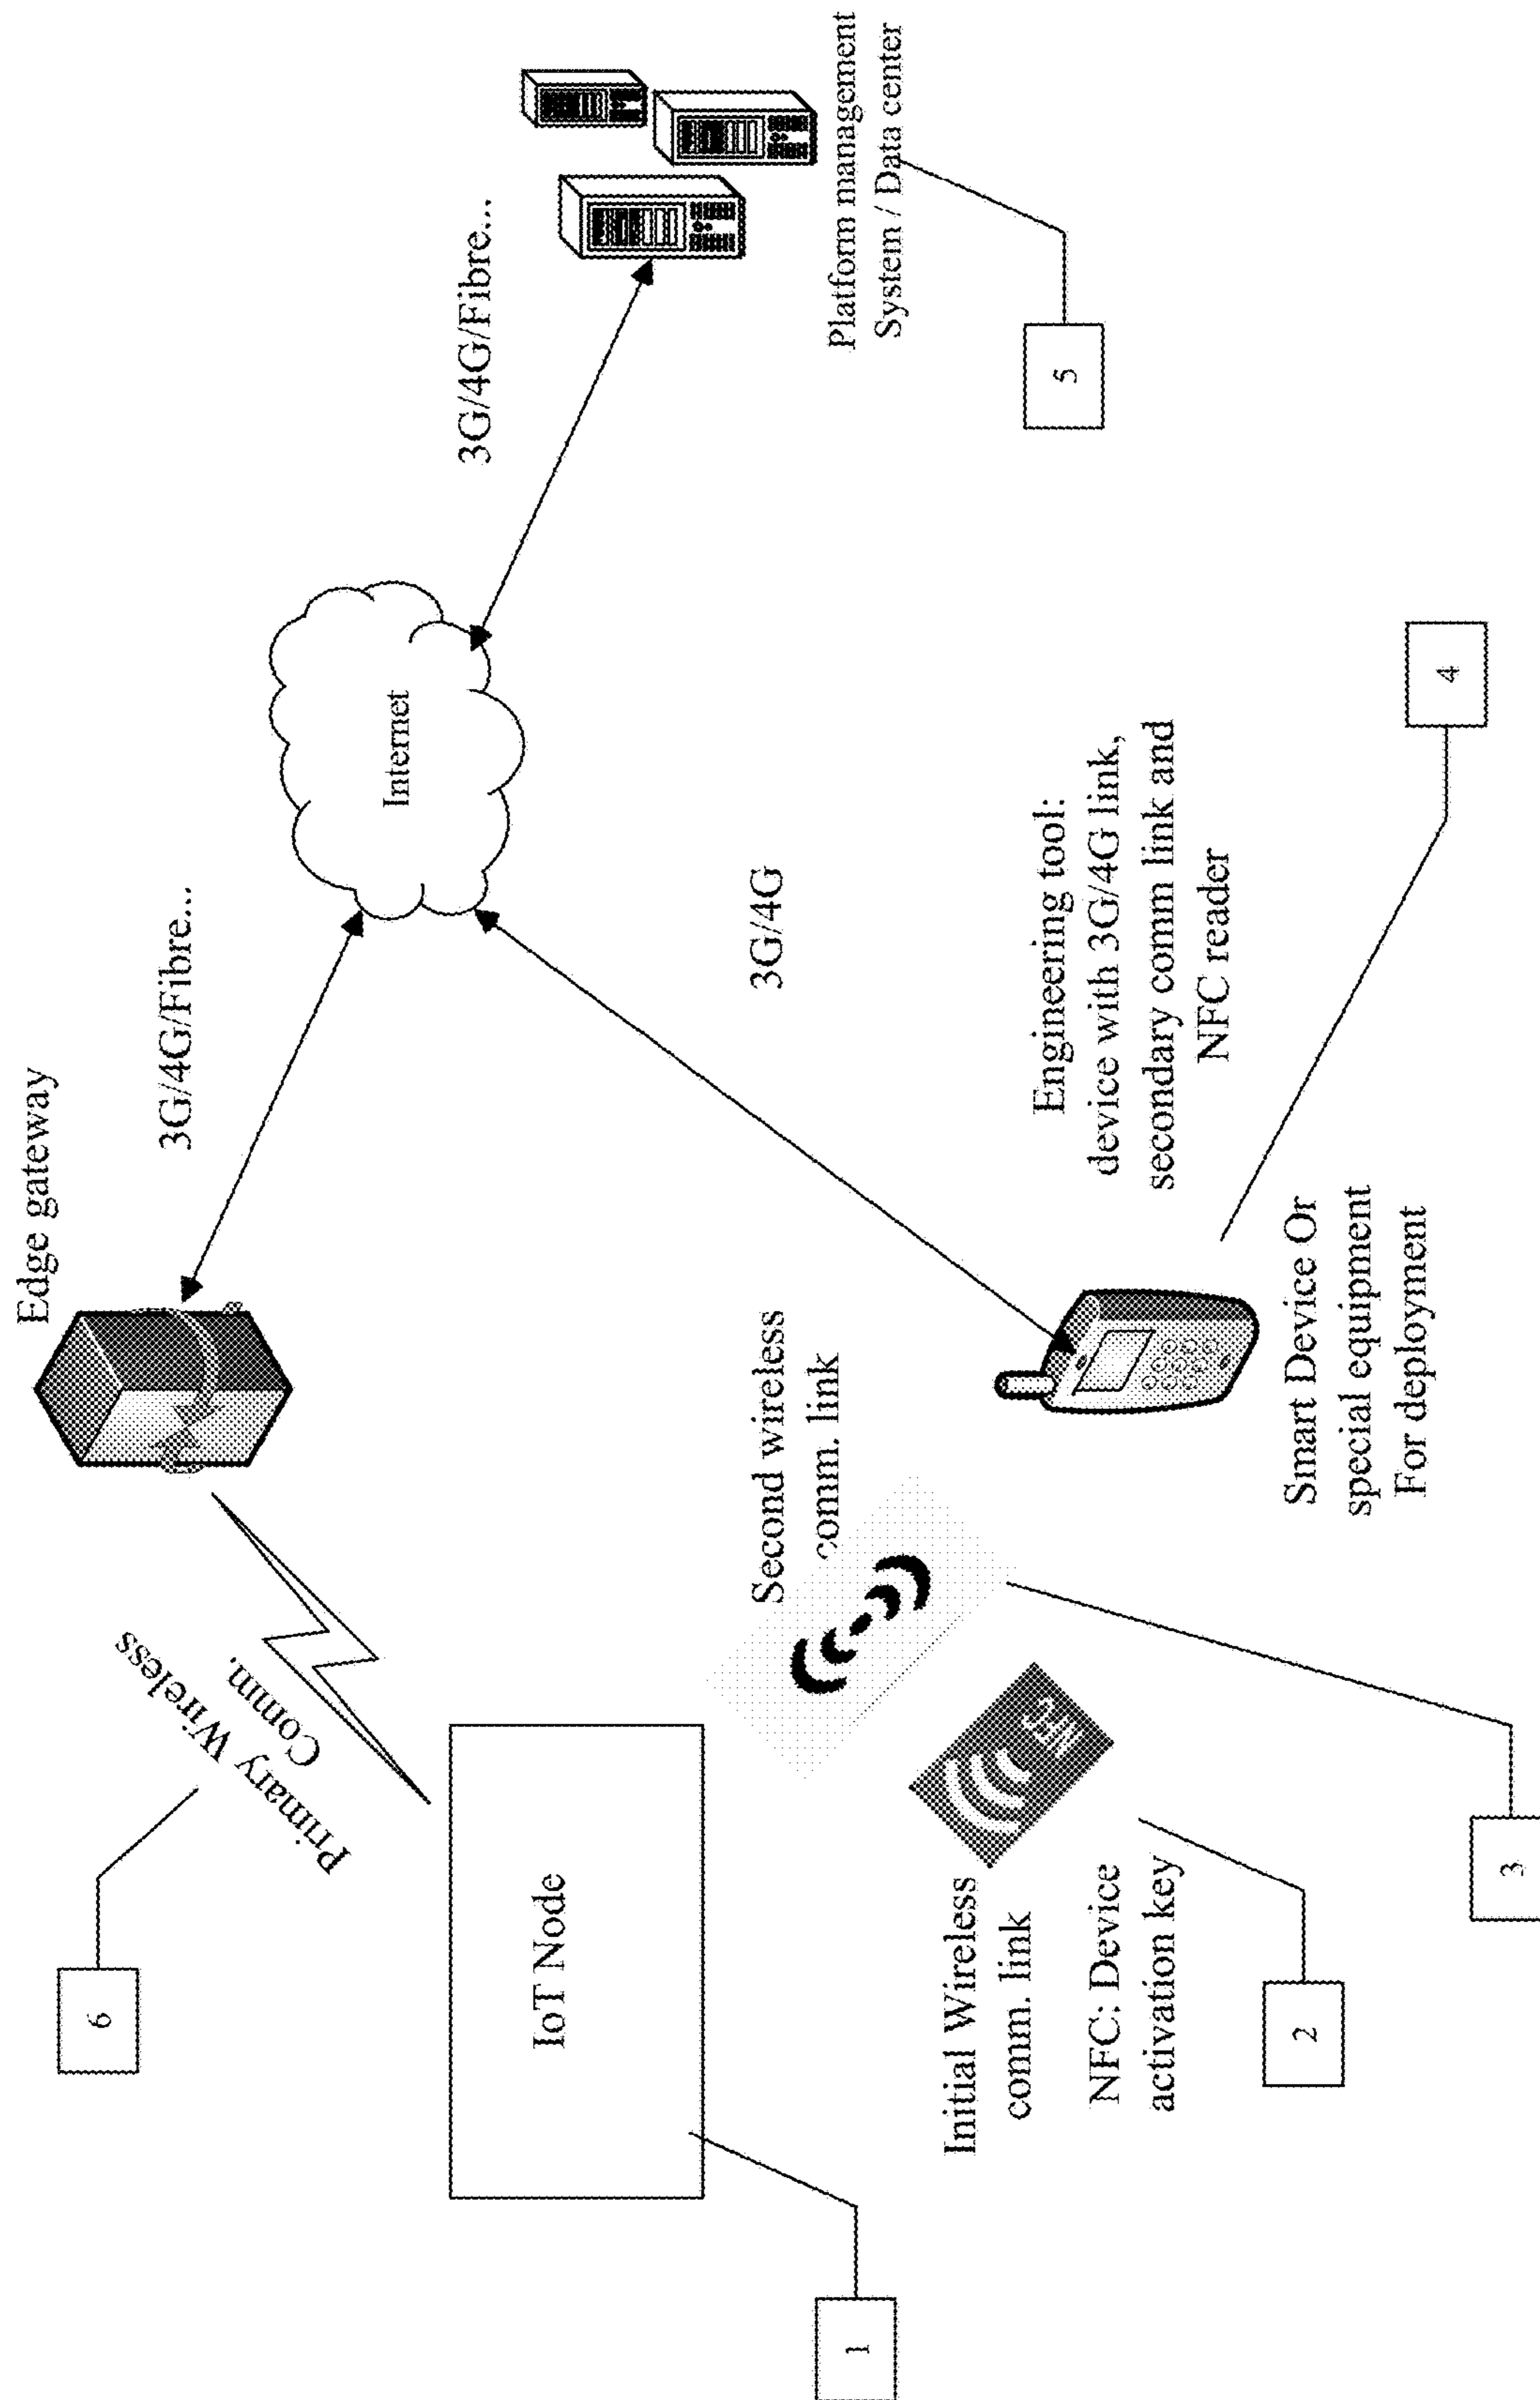 Edge gateway
3G/4G/Fibre...
3G/4G/Fibre...
6
Primary Wireless
Comm.
Internet
IoT Node
1
Second wireless
comm. link
3G/4G
Platform management
System / Data center
5
Initial Wireless
comm. link
NFC: Device
activation key
NFC
2
3
Engineering tool:
device with 3G/4G link,
secondary comm link and
NFC reader
4
Smart Device Or
special equipment
For deployment